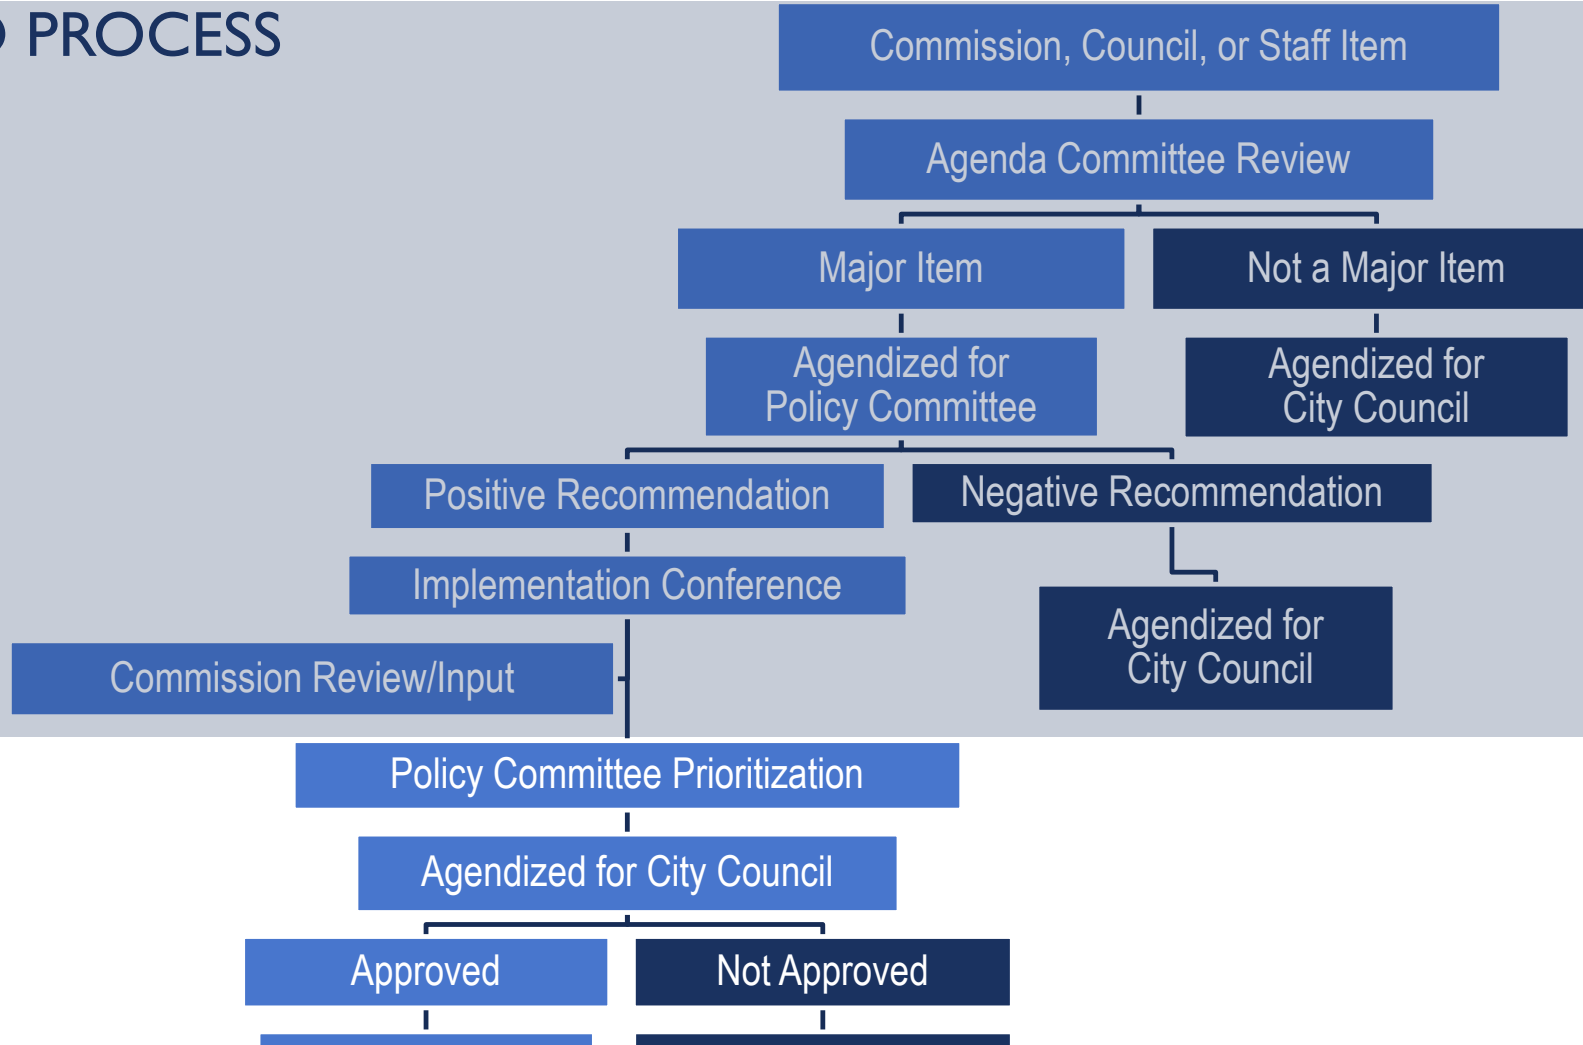 PROCESS
Commission, Council, or Staff Item
Agenda Committee Review
Major Item
Not a Major Item
Agendized for
Policy Committee
Agendized for
City Council
Positive Recommendation
Negative Recommendation
Implementation Conference
Agendized for
City Council
Commission Review/Input
Policy Committee Prioritization
Agendized for City Council
Approved
Not Approved